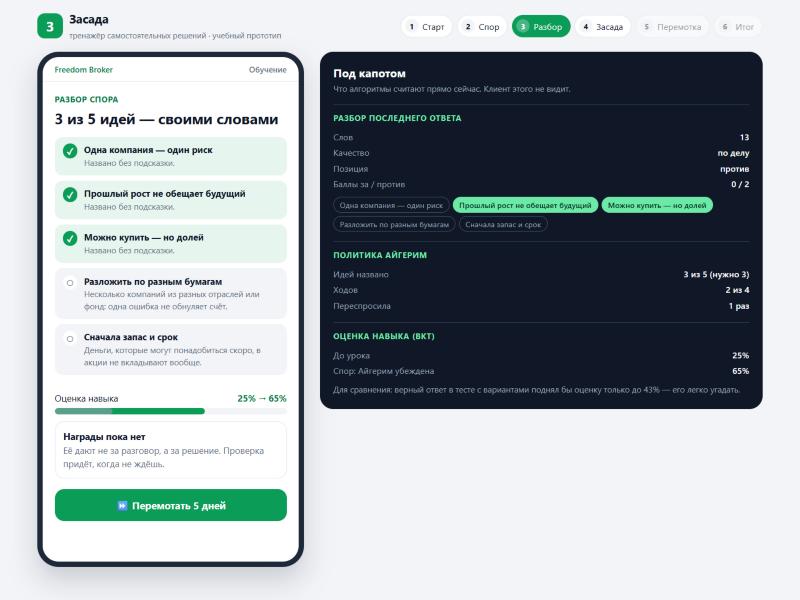 3
Засада
тренажёр самостоятельных решений · учебный прототип
1 Старт
2 Спор
3 Разбор
4 Засада
5 Перемотка
6 Итог
Freedom Broker
Обучение
РАЗБОР СПОРА
3 из 5 идей — своими словами
Одна компания — один риск
Названо без подсказки.
Прошлый рост не обещает будущий
Названо без подсказки.
Можно купить — но долей
Названо без подсказки.
Разложить по разным бумагам
Несколько компаний из разных отраслей или
фонд: одна ошибка не обнуляет счёт.
Сначала запас и срок
Деньги, которые могут понадобиться скоро, в
акции не вкладывают вообще.
Оценка навыка 25% → 65%
Награды пока нет
Её дают не за разговор, а за решение. Проверка
придёт, когда не ждёшь.
⏩ Перемотать 5 дней
Под капотом
Что алгоритмы считают прямо сейчас. Клиент этого не видит.
РАЗБОР ПОСЛЕДНЕГО ОТВЕТА
Слов 13
Качество по делу
Позиция против
Баллы за / против 0 / 2
Одна компания — один риск Прошлый рост не обещает будущий Можно купить — но долей
Разложить по разным бумагам Сначала запас и срок
ПОЛИТИКА АЙГЕРИМ
Идей названо 3 из 5 (нужно 3)
Ходов 2 из 4
Переспросила 1 раз
ОЦЕНКА НАВЫКА (BKT)
До урока 25%
Спор: Айгерим убеждена 65%
Для сравнения: верный ответ в тесте с вариантами поднял бы оценку только до 43% — его легко угадать.